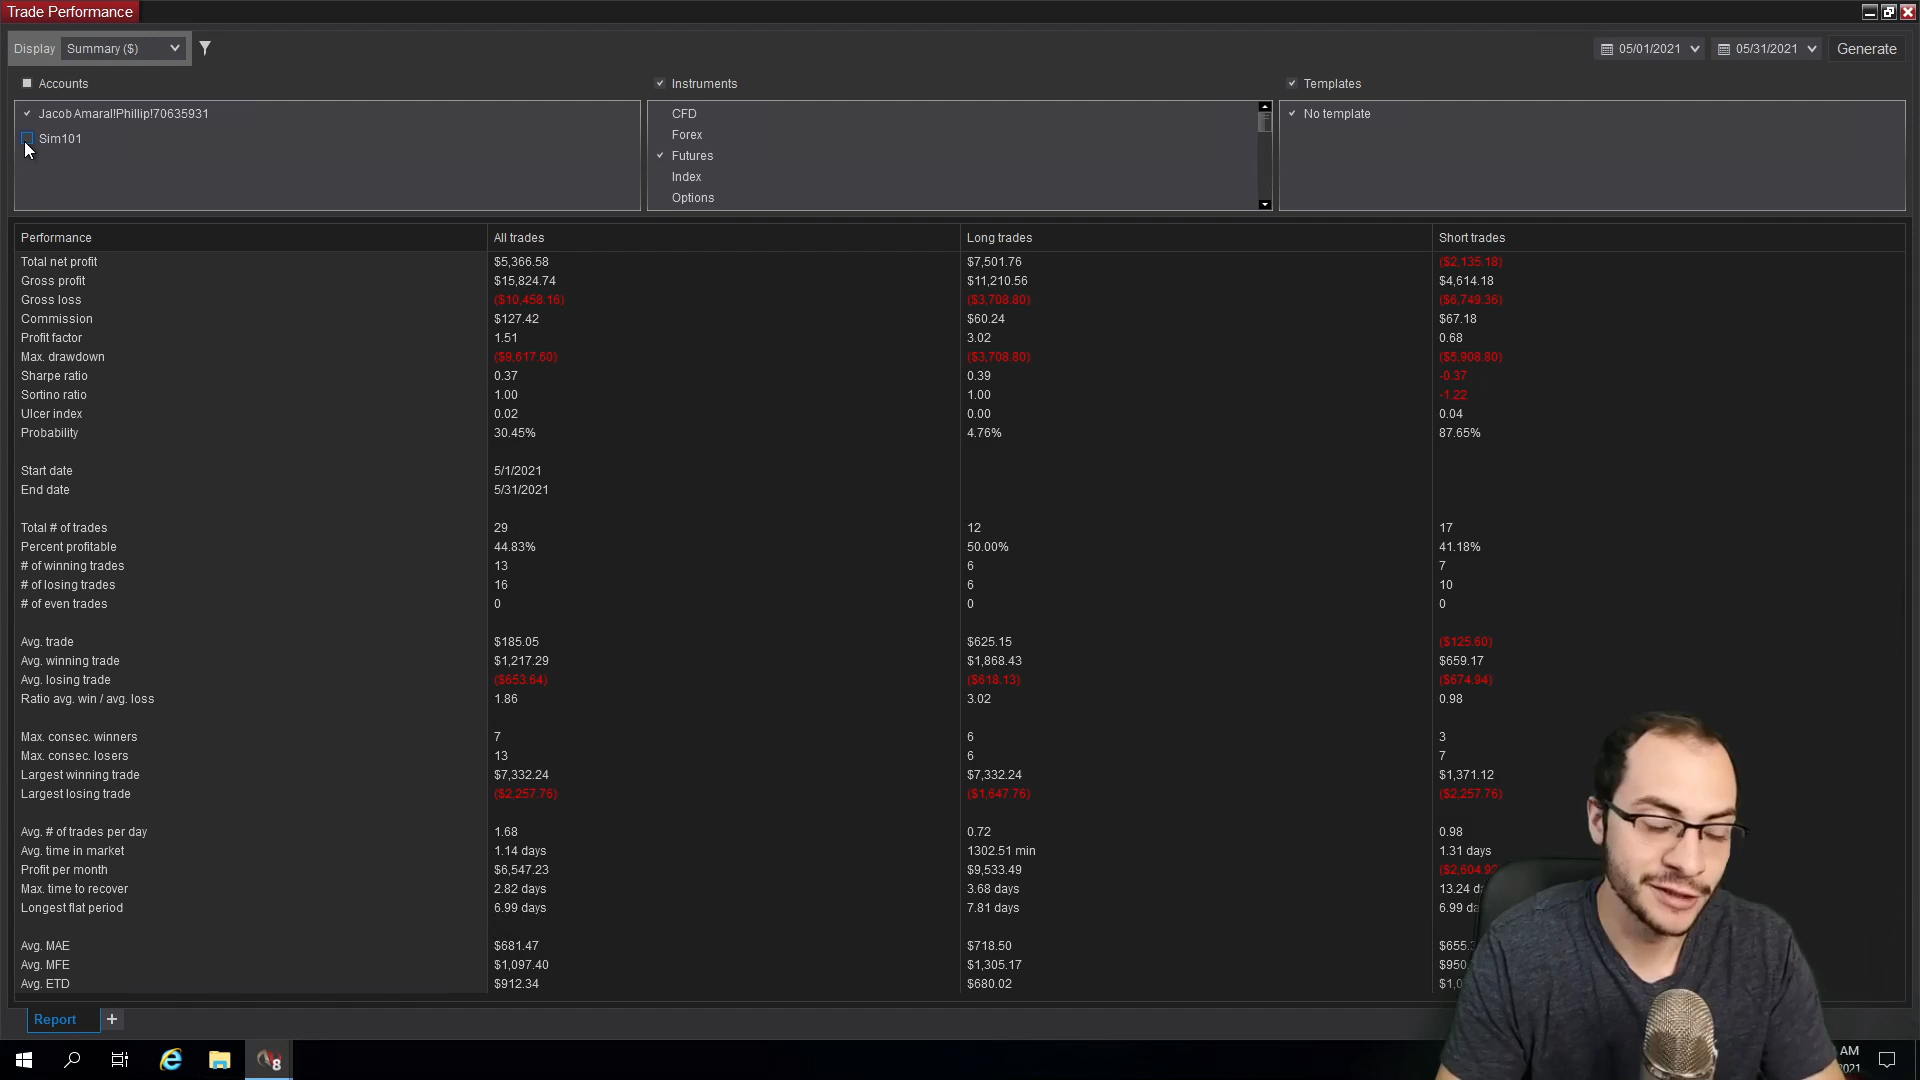 Trade Performance
Display Summary ($) 05/01/2021 05/31/2021 Generate
Accounts Instruments Templates
Jacob Amaral!Phillip!70635931 CFD No template
Sim101 Forex
Futures
Index
Options
Performance All trades Long trades Short trades
Total net profit $5,366.58 $7,501.76 ($2,135.18)
Gross profit $15,824.74 $11,210.56 $4,614.18
Gross loss ($10,458.16) ($3,708.80) ($6,749.36)
Commission $127.42 $60.24 $67.18
Profit factor 1.51 3.02 0.68
Max. drawdown ($9,617.60) ($3,708.80) ($5,908.80)
Sharpe ratio 0.37 0.39 -0.37
Sortino ratio 1.00 1.00 -1.22
Ulcer index 0.02 0.00 0.04
Probability 30.45% 4.76% 87.65%
Start date 5/1/2021
End date 5/31/2021
Total # of trades 29 12 17
Percent profitable 44.83% 50.00% 41.18%
# of winning trades 13 6 7
# of losing trades 16 6 10
# of even trades 0 0 0
Avg. trade $185.05 $625.15 ($125.60)
Avg. winning trade $1,217.29 $1,868.43 $659.17
Avg. losing trade ($653.64) ($618.13) ($674.94)
Ratio avg. win / avg. loss 1.86 3.02 0.98
Max. consec. winners 7 6 3
Max. consec. losers 13 6 7
Largest winning trade $7,332.24 $7,332.24 $1,371.12
Largest losing trade ($2,257.76) ($1,647.76) ($2,257.76)
Avg. # of trades per day 1.68 0.72 0.98
Avg. time in market 1.14 days 1302.51 min 1.31 days
Profit per month $6,547.23 $9,533.49
Max. time to recover 2.82 days 3.68 days 13.24
Longest flat period 6.99 days 7.81 days 6.99
Avg. MAE $681.47 $718.50
Avg. MFE $1,097.40 $1,305.17
Avg. ETD $912.34 $680.02
Report +
8 AM